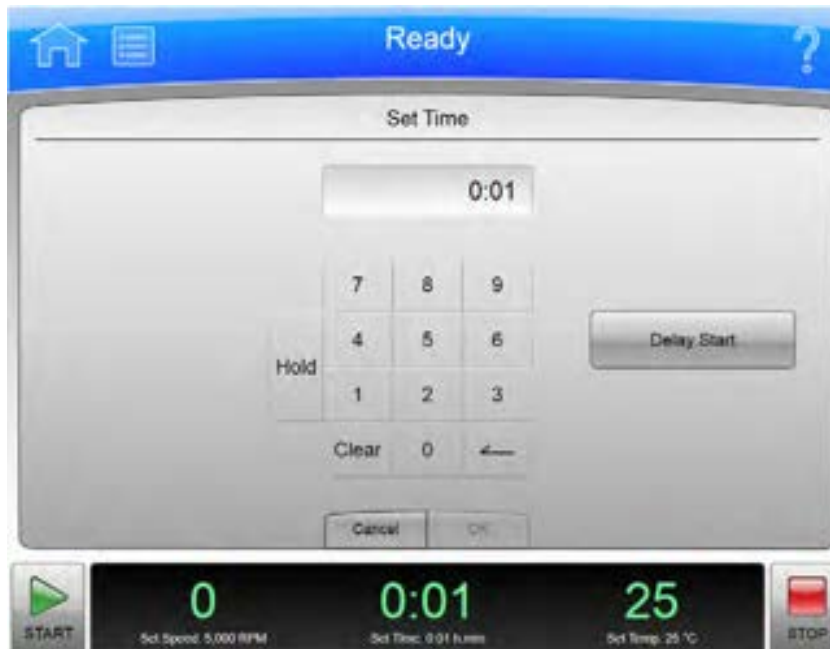 Ready
?
Set Time
0:01
7 8 9
4 5 6
Hold
1 2 3
Clear 0
Delay Start
Cancel OK
START
0
Set Speed: 5,000 RPM
0:01
Set Time: 0:01 h:mm
25
Set Temp: 25 °C
STOP